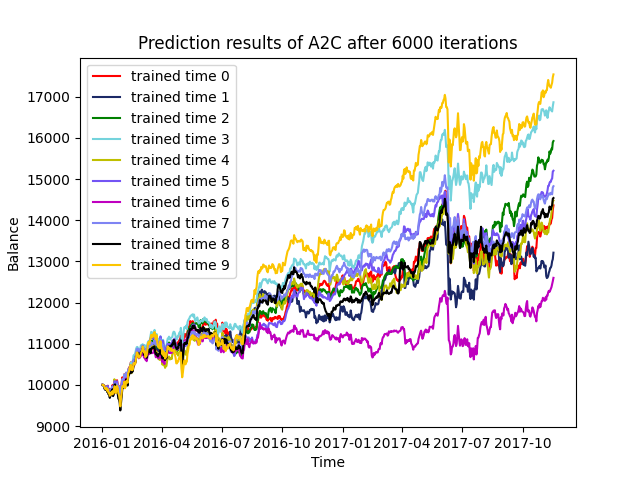 Prediction results of A2C after 6000 iterations
trained time 0
trained time 1
trained time 2
trained time 3
trained time 4
trained time 5
trained time 6
trained time 7
trained time 8
trained time 9
Balance
17000
16000
15000
14000
13000
12000
11000
10000
9000
2016-01 2016-04 2016-07 2016-10 2017-01 2017-04 2017-07 2017-10
Time